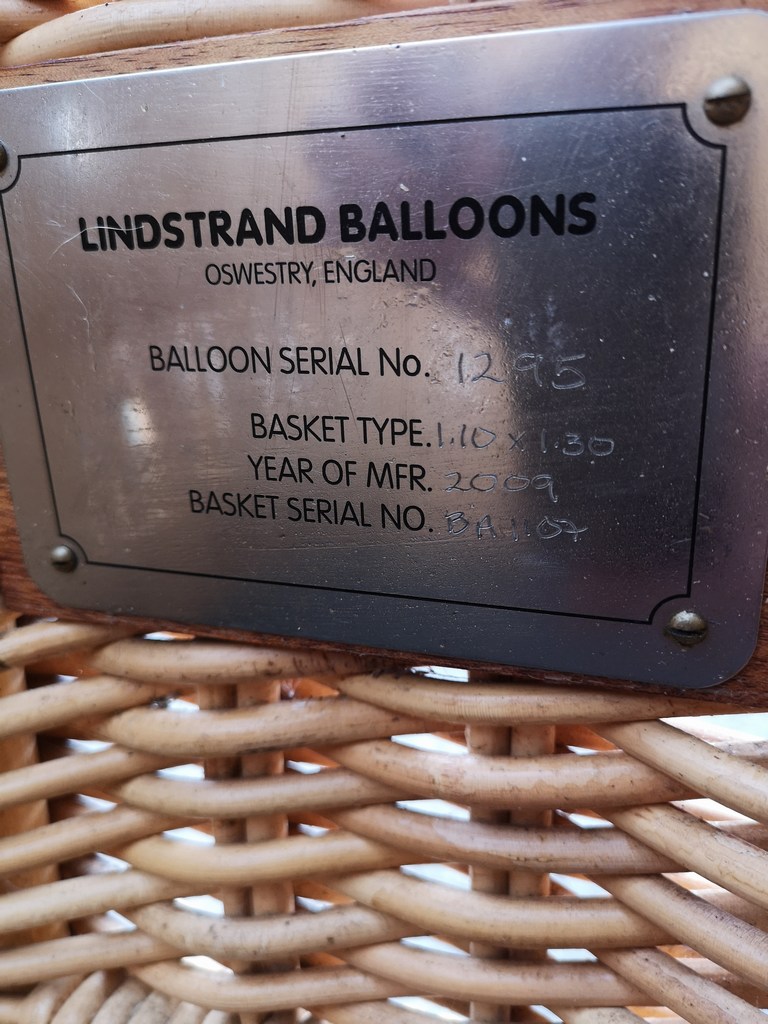 LINDSTRAND BALLOONS
OSWESTRY, ENGLAND
BALLOON SERIAL No. 1295
BASKET TYPE. 1.10 x 1.30
YEAR OF MFR. 2009
BASKET SERIAL NO. BA1107